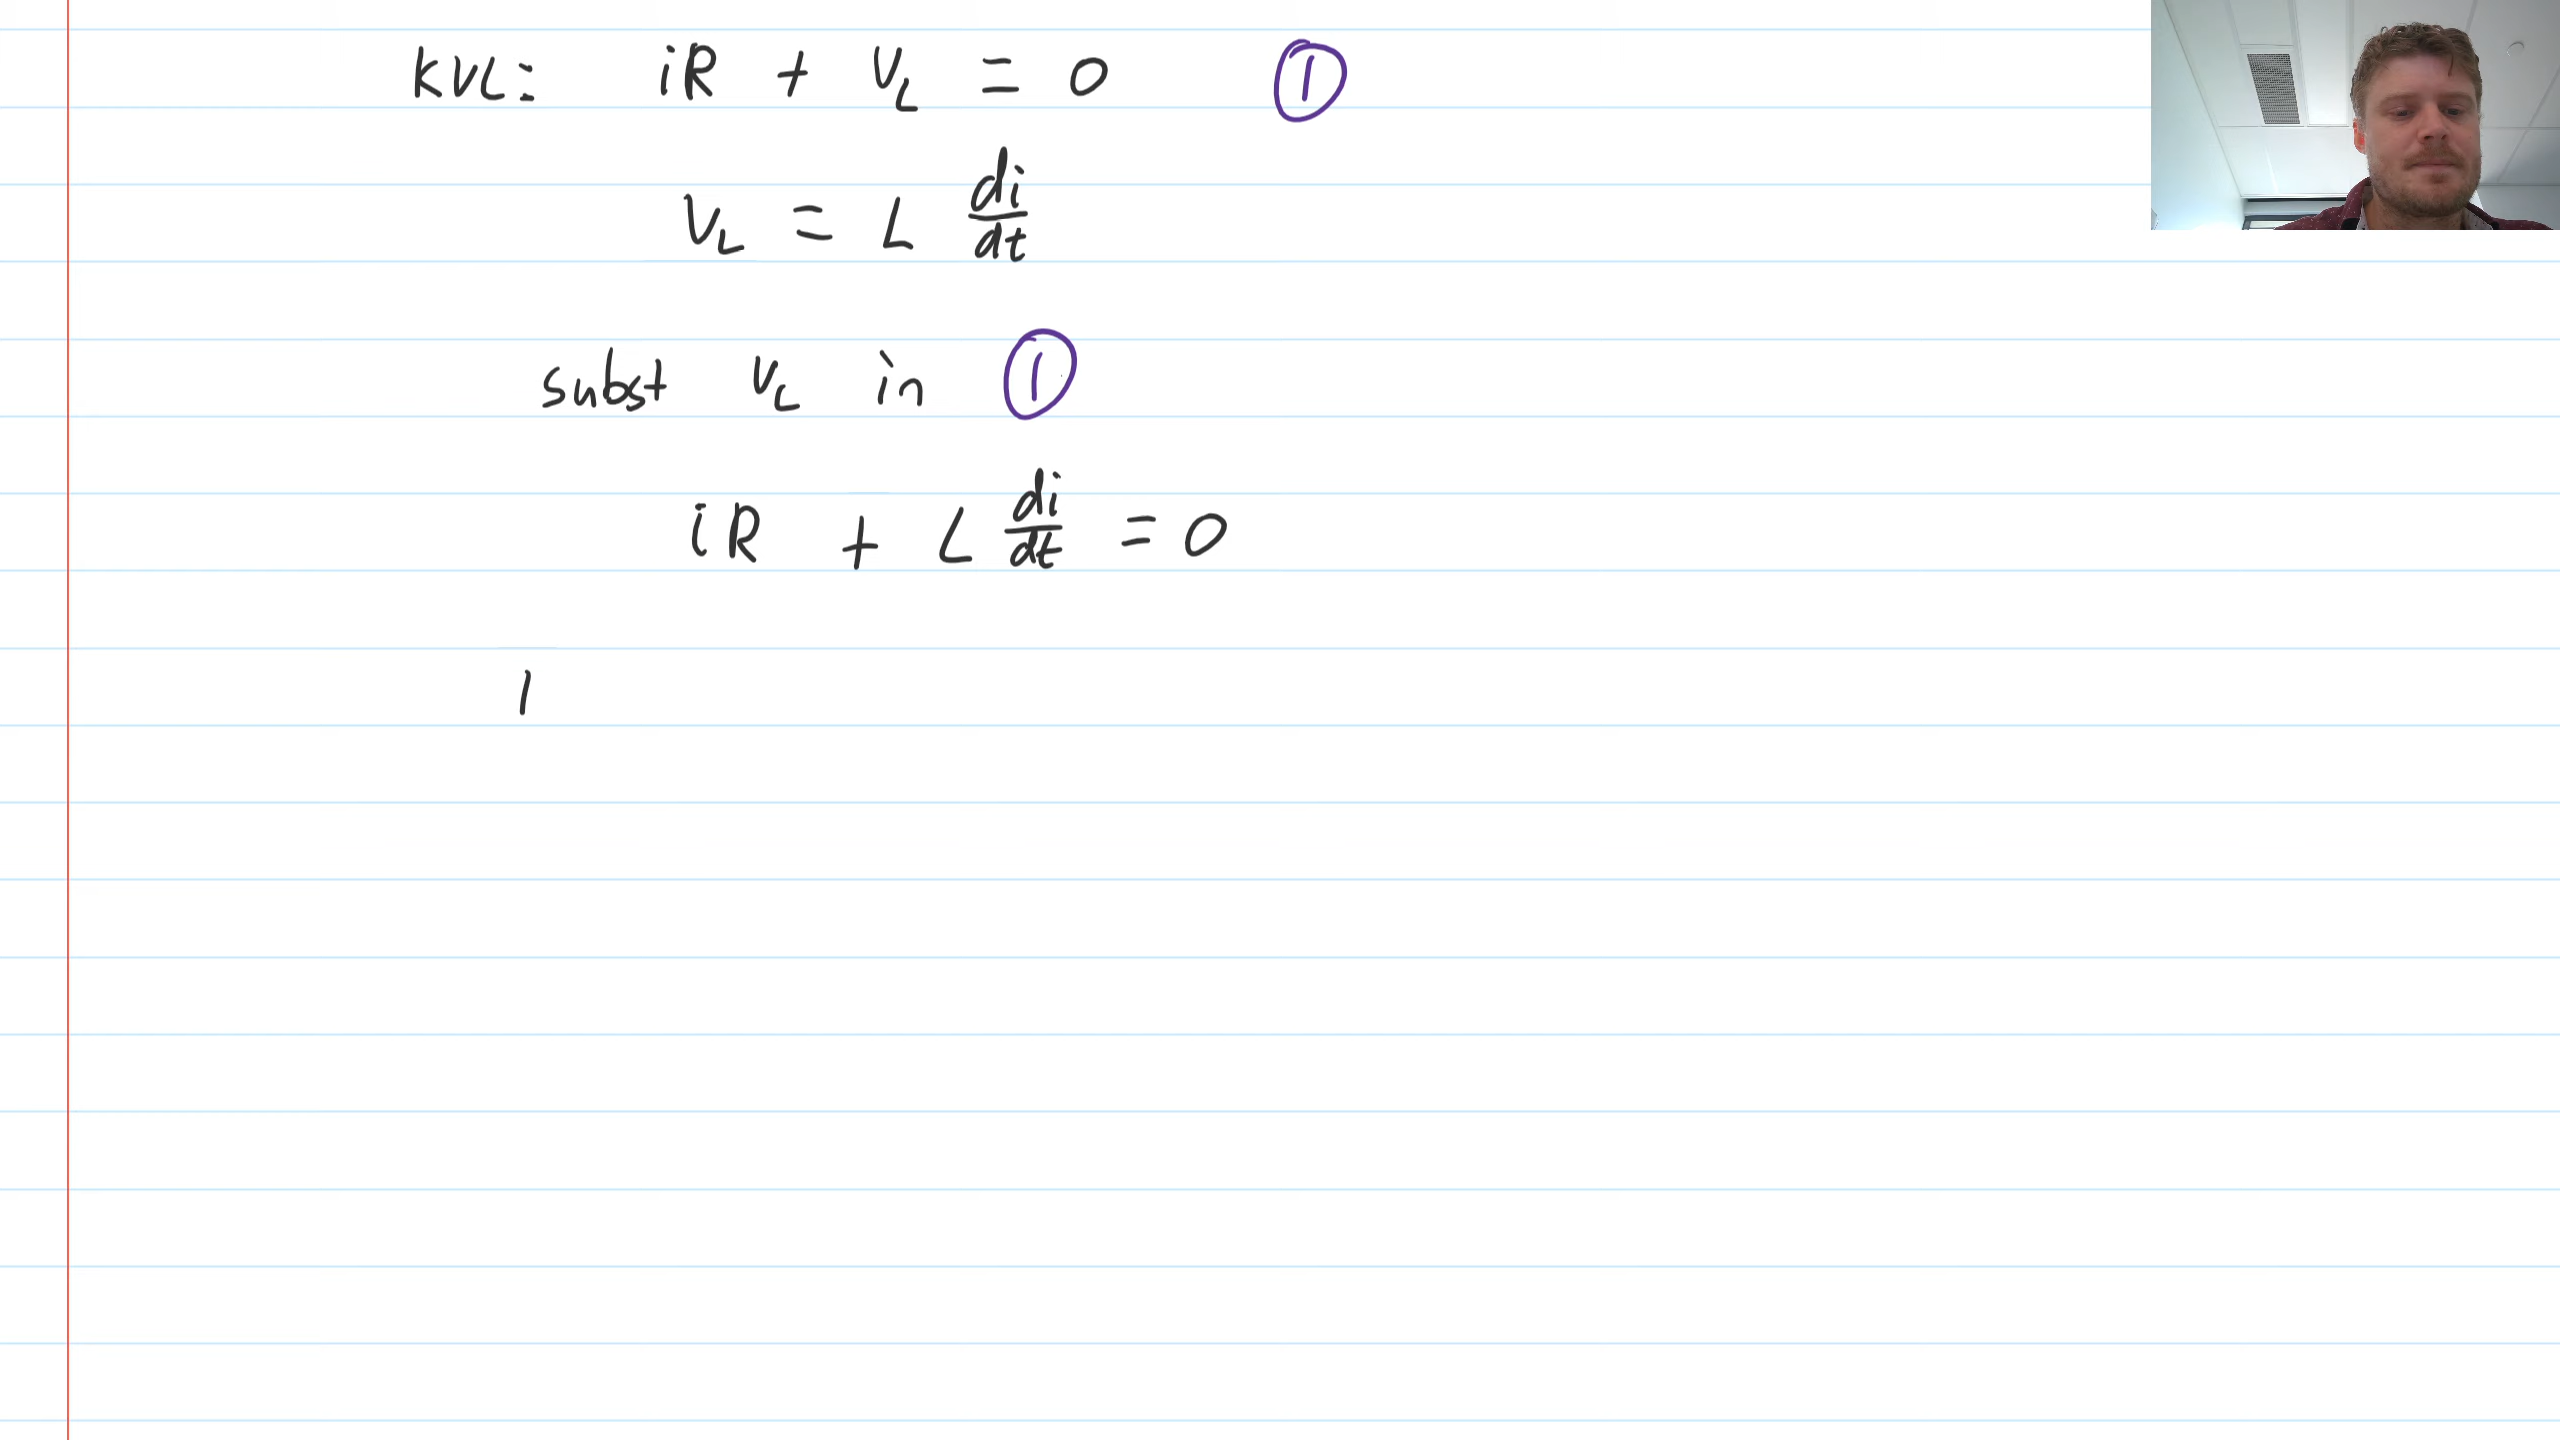 KVL: iR + V_L = 0 ①
V_L = L di/dt
subst V_L in ①
iR + L di/dt = 0